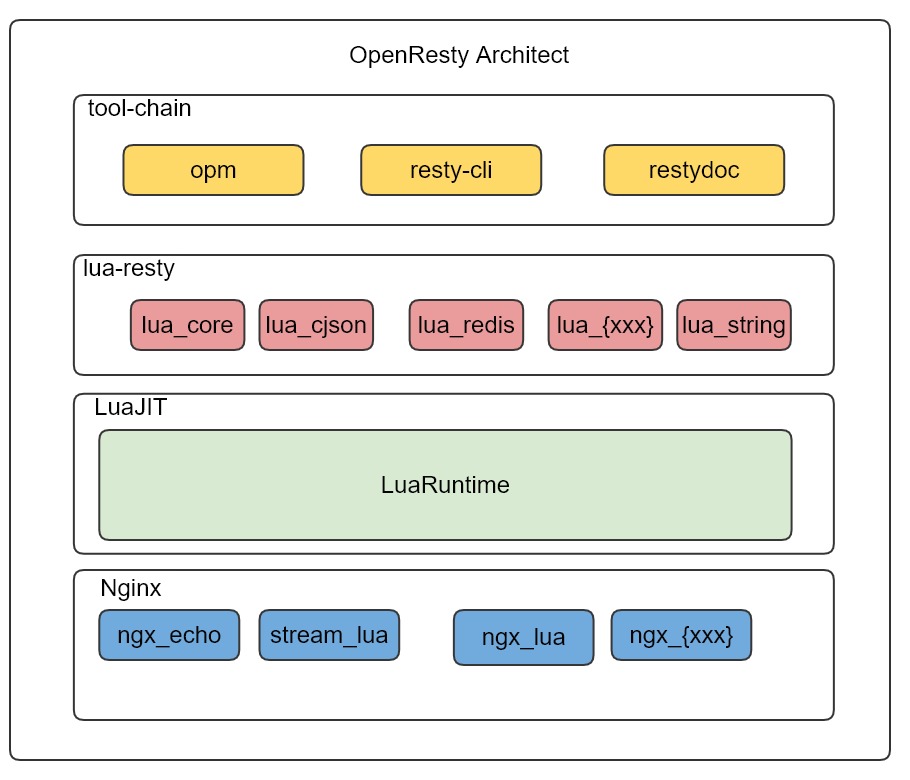 OpenResty Architect
tool-chain
opm
resty-cli
restydoc
lua-resty
lua_core
lua_cjson
lua_redis
lua_{xxx}
lua_string
LuaJIT
LuaRuntime
Nginx
ngx_echo
stream_lua
ngx_lua
ngx_{xxx}